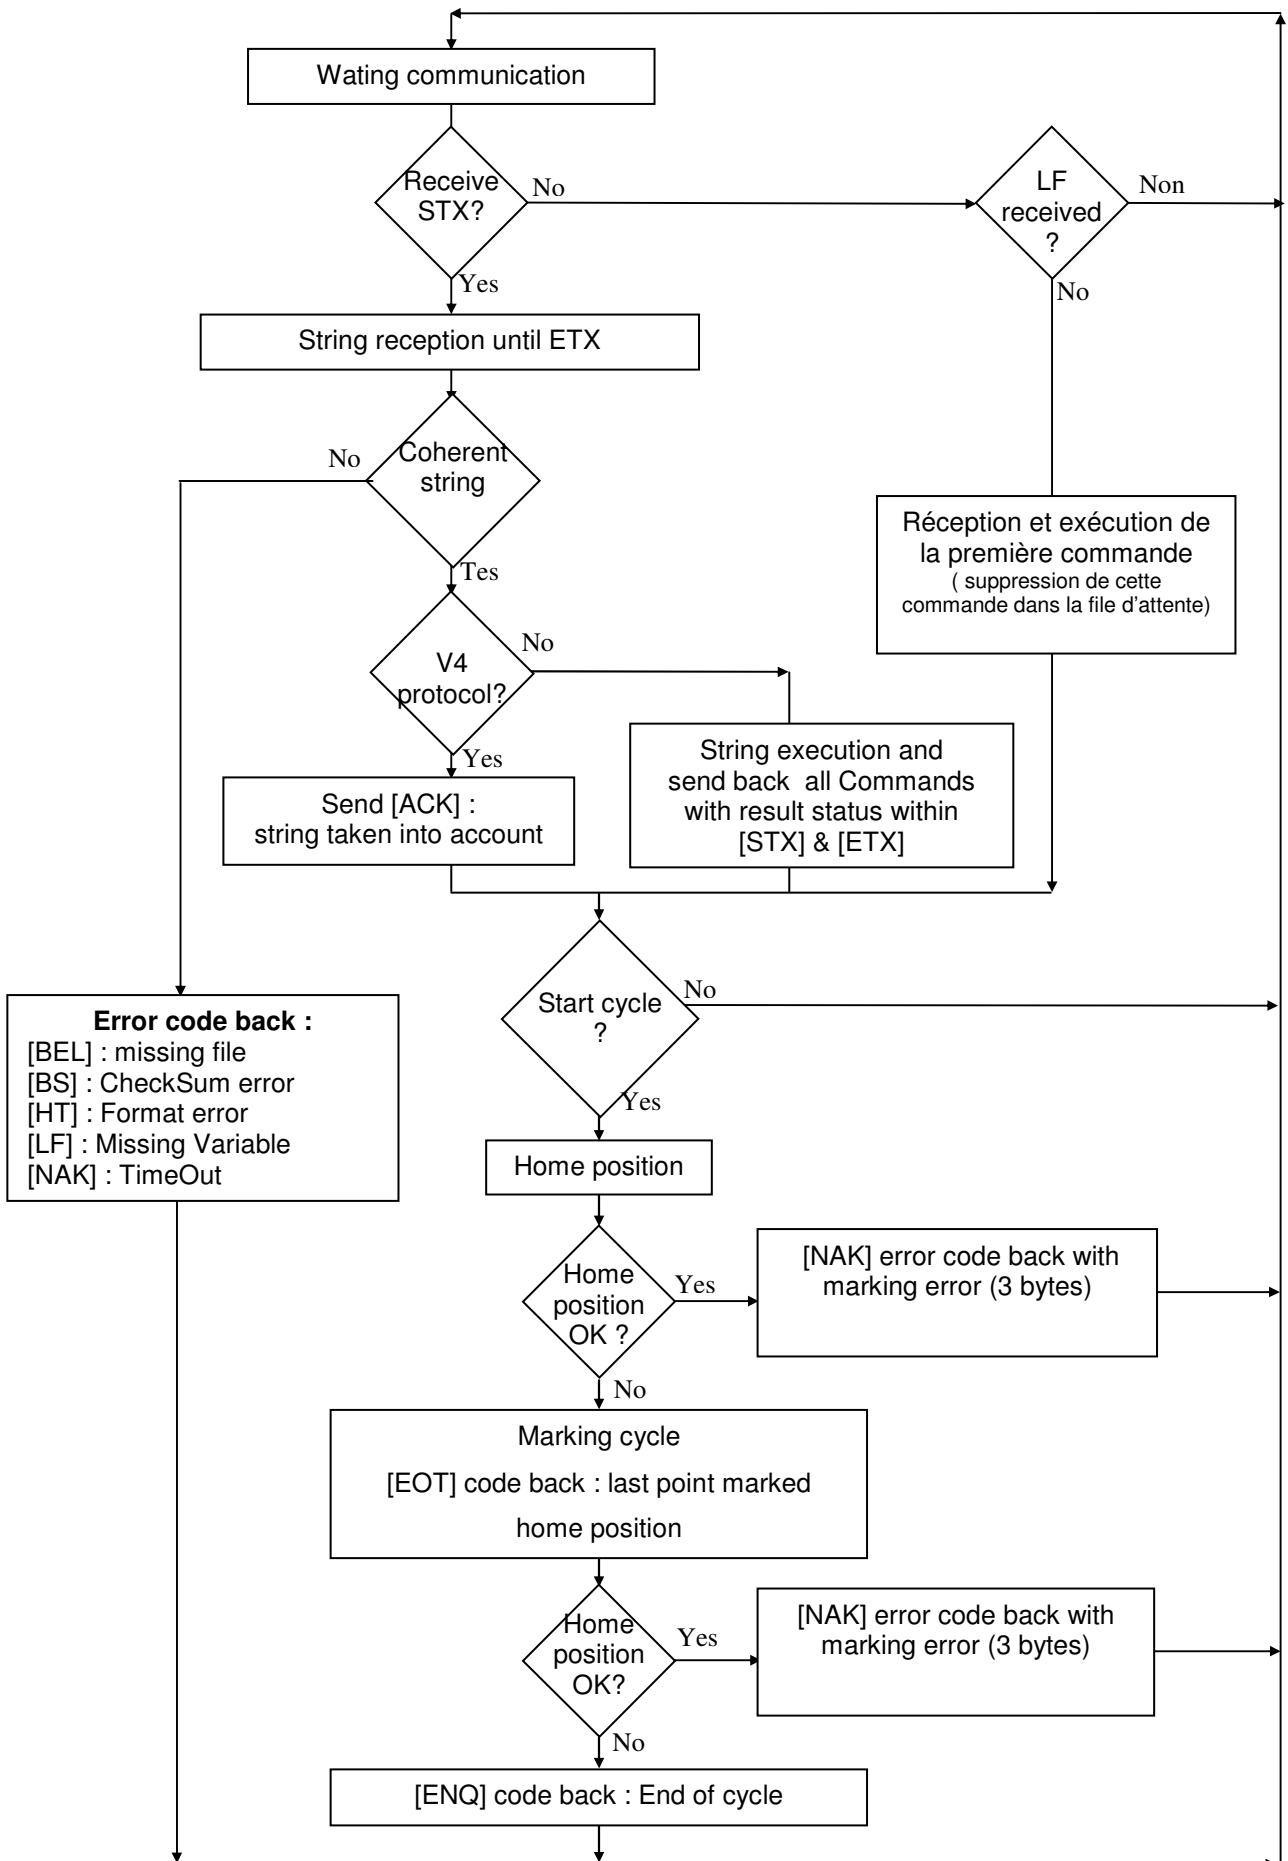 Wating communication
Receive
STX?
No
LF
received
?
Non
Yes
No
String reception until ETX
Coherent
string
No
Tes
Réception et exécution de
la première commande
( suppression de cette
commande dans la file d'attente)
V4
protocol?
No
Yes
String execution and
send back all Commands
with result status within
[STX] & [ETX]
Send [ACK] :
string taken into account
Start cycle
?
No
Yes
Error code back :
[BEL] : missing file
[BS] : CheckSum error
[HT] : Format error
[LF] : Missing Variable
[NAK] : TimeOut
Home position
Home
position
OK ?
Yes
[NAK] error code back with
marking error (3 bytes)
No
Marking cycle
[EOT] code back : last point marked
home position
Home
position
OK?
Yes
[NAK] error code back with
marking error (3 bytes)
No
[ENQ] code back : End of cycle